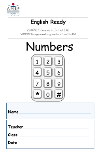 English Ready
Numbers
1 2 3
4 5 6
7 8 9
* 0 #
Name
Teacher
Class
Date